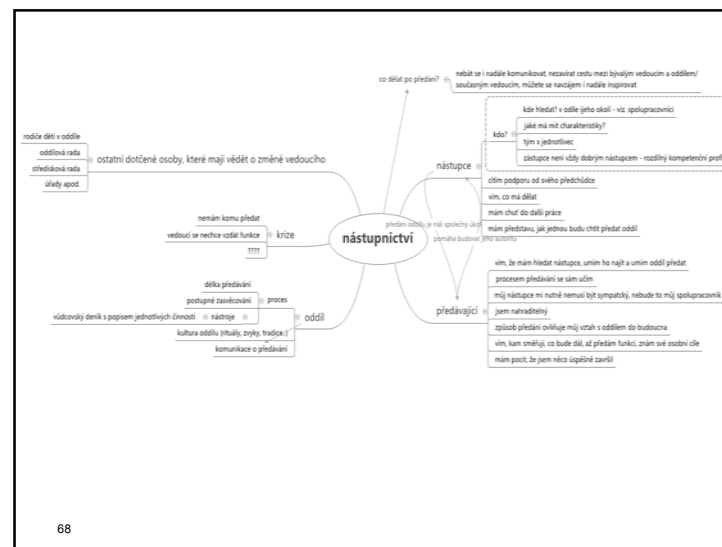 co dělat po předání?
nebát se i nadále komunikovat, nezavírat cestu mezi bývalým vedoucím a oddílem/
současným vedoucím, můžete se navzájem i nadále inspirovat
rodiče dětí v oddíle
oddílová rada
středisková rada
úřady apod.
ostatní dotčené osoby, které mají vědět o změně vedoucího
nemám komu předat
vedoucí se nechce vzdát funkce
????
krize
nástupnictví
předání oddílu je náš společný úkol
pomáhá budovat jeho autoritu
délka předávání
postupné zasvěcování
vůdcovský deník s popisem jednotlivých činností
nástroje
proces
kultura oddílu (rituály, zvyky, tradice..)
komunikace o předávání
oddíl
nástupce
kdo?
kde hledat? v odíle ijeho okolí - viz. spolupracovníci
jaké má mít charakteristiky?
tým x jednotlivec
zástupce není vždy dobrým nástupcem - rozdílný kompetenční prof
cítím podporu od svého předchůdce
vím, co má dělat
mám chuť do další práce
mám představu, jak jednou budu chtít předat oddíl
předávající
vím, že mám hledat nástupce, umím ho najít a umím oddíl předat
procesem předávání se sám učím
můj nástupce mi nutně nemusí být sympatcký, nebude to můj spolupracovník
jsem nahraditelný
způsob předání ovlivňuje můj vztah s oddílem do budoucna
vím, kam směřuji, co bude dál, až předám funkci, znám své osobní cíle
mám pocit, že jsem něco úspěšně završil
68